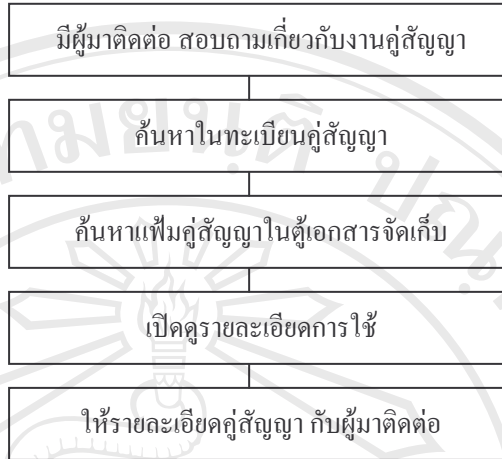 มีผู้มาติดต่อ สอบถามเกี่ยวกับงานคู่สัญญา
ค้นหาในทะเบียนคู่สัญญา
ค้นหาแฟ้มคู่สัญญาในตู้เอกสารจัดเก็บ
เปิดดูรายละเอียดการใช้
ให้รายละเอียดคู่สัญญา กับผู้มาติดต่อ